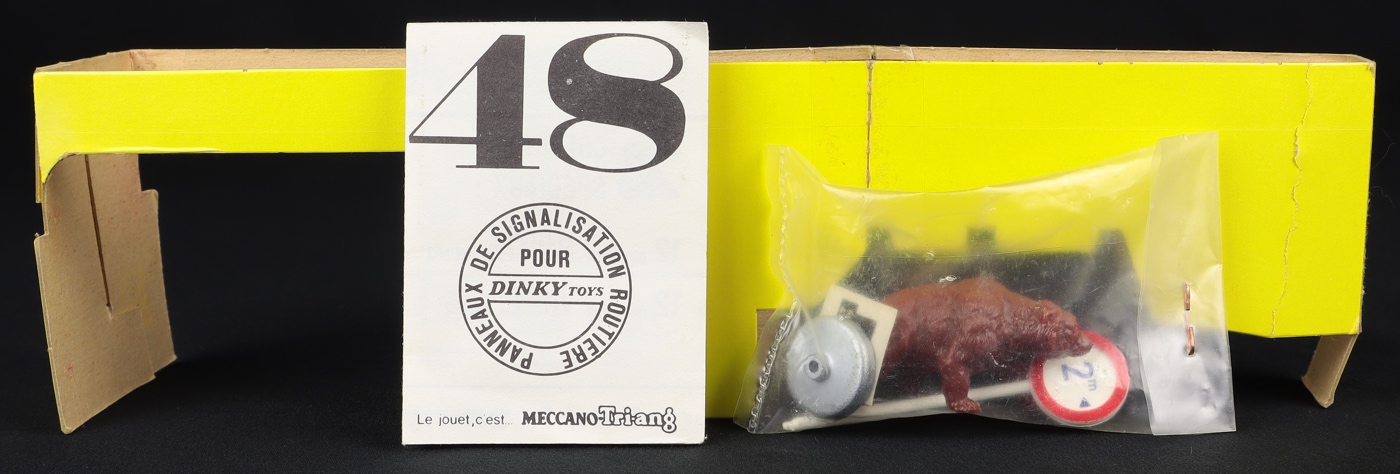 48
PANNEAUX DE SIGNALISATION ROUTIERE
POUR
DINKY TOYS
Le jouet, c'est... MECCANO-Tri-ang
2m